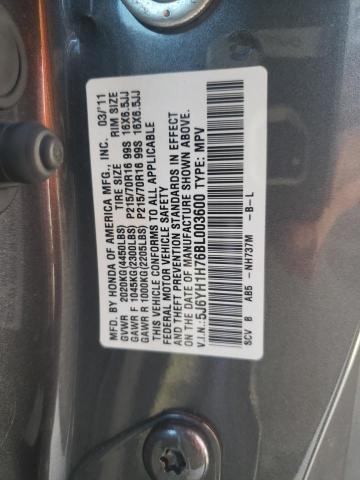 MFD. BY HONDA OF AMERICA MFG., INC. 03/'11
TIRE SIZE RIM SIZE
GVWR 2020KG(4450LBS)
GAWR F 1045KG(2300LBS) P215/70R16 99S 16X6.5JJ
GAWR R 1000KG(2205LBS) P215/70R16 99S 16X6.5JJ
THIS VEHICLE CONFORMS TO ALL APPLICABLE
FEDERAL MOTOR VEHICLE SAFETY
AND THEFT PREVENTION STANDARDS IN EFFECT
ON THE DATE OF MANUFACTURE SHOWN ABOVE.
V.I.N.: 5J6YH1H76BL003600 TYPE: MPV
SCV B AB5 -NH737M -B-L